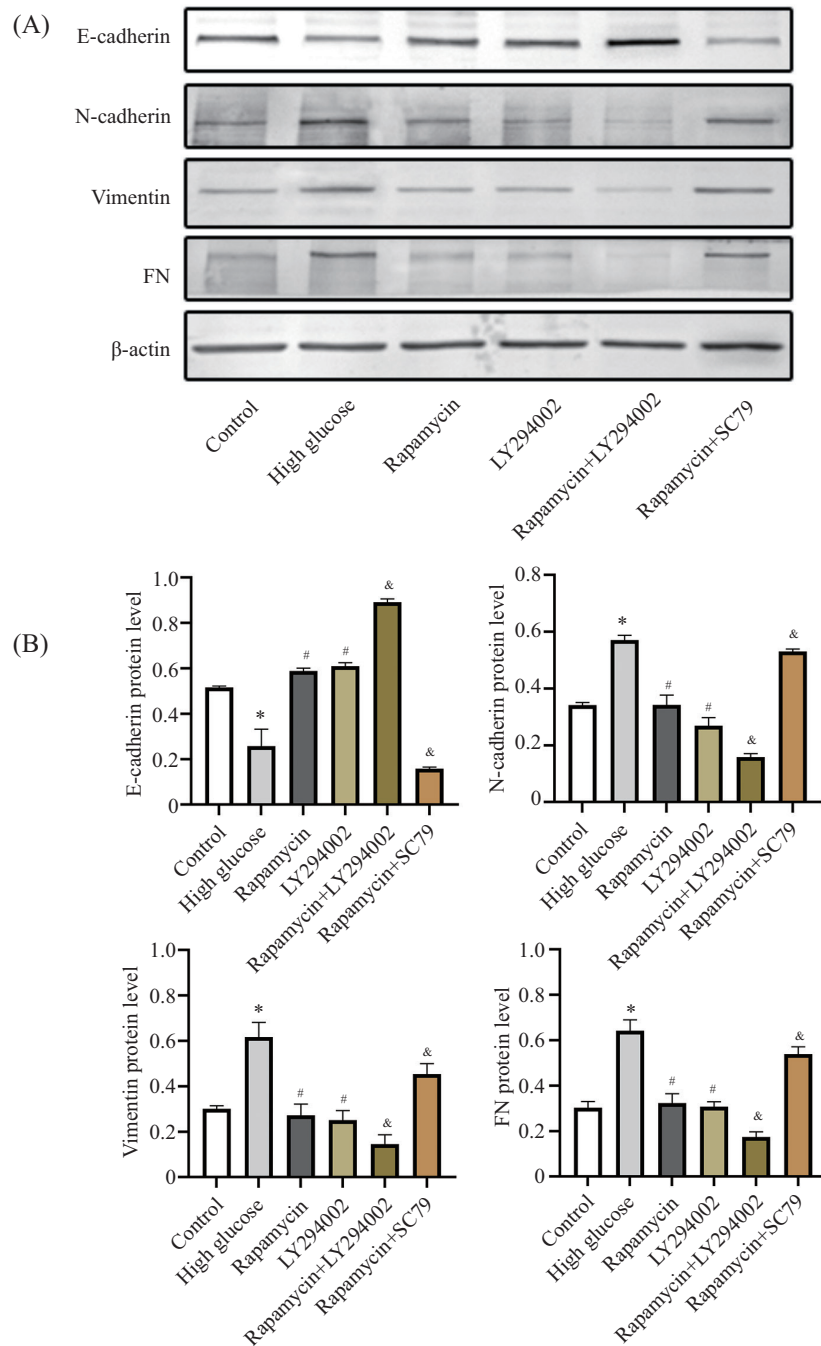 (A)
E-cadherin
N-cadherin
Vimentin
FN
β-actin
Control
High glucose
Rapamycin
LY294002
Rapamycin+LY294002
Rapamycin+SC79
(B)
E-cadherin protein level
1.0
0.8
0.6
0.4
0.2
0
*
#
#
&
&
Control
High glucose
Rapamycin
LY294002
Rapamycin+LY294002
Rapamycin+SC79
N-cadherin protein level
0.8
0.6
0.4
0.2
0
*
#
#
&
&
Control
High glucose
Rapamycin
LY294002
Rapamycin+LY294002
Rapamycin+SC79
Vimentin protein level
1.0
0.8
0.6
0.4
0.2
0
*
#
#
&
&
Control
High glucose
Rapamycin
LY294002
Rapamycin+LY294002
Rapamycin+SC79
FN protein level
1.0
0.8
0.6
0.4
0.2
0
*
#
#
&
&
Control
High glucose
Rapamycin
LY294002
Rapamycin+LY294002
Rapamycin+SC79